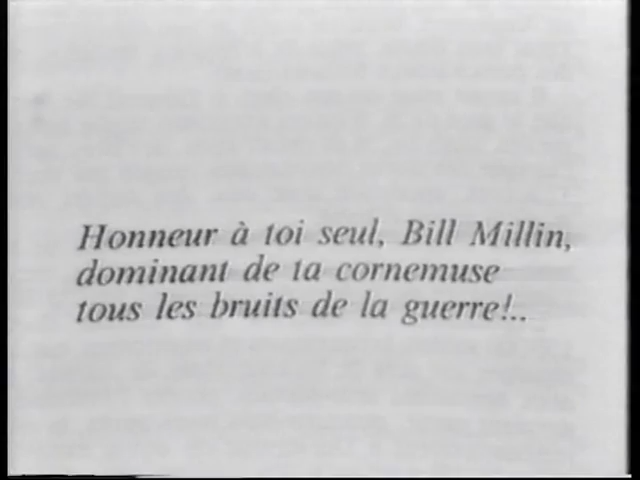 Honneur à toi seul, Bill Millin,
dominant de ta cornemuse
tous les bruits de la guerre!..